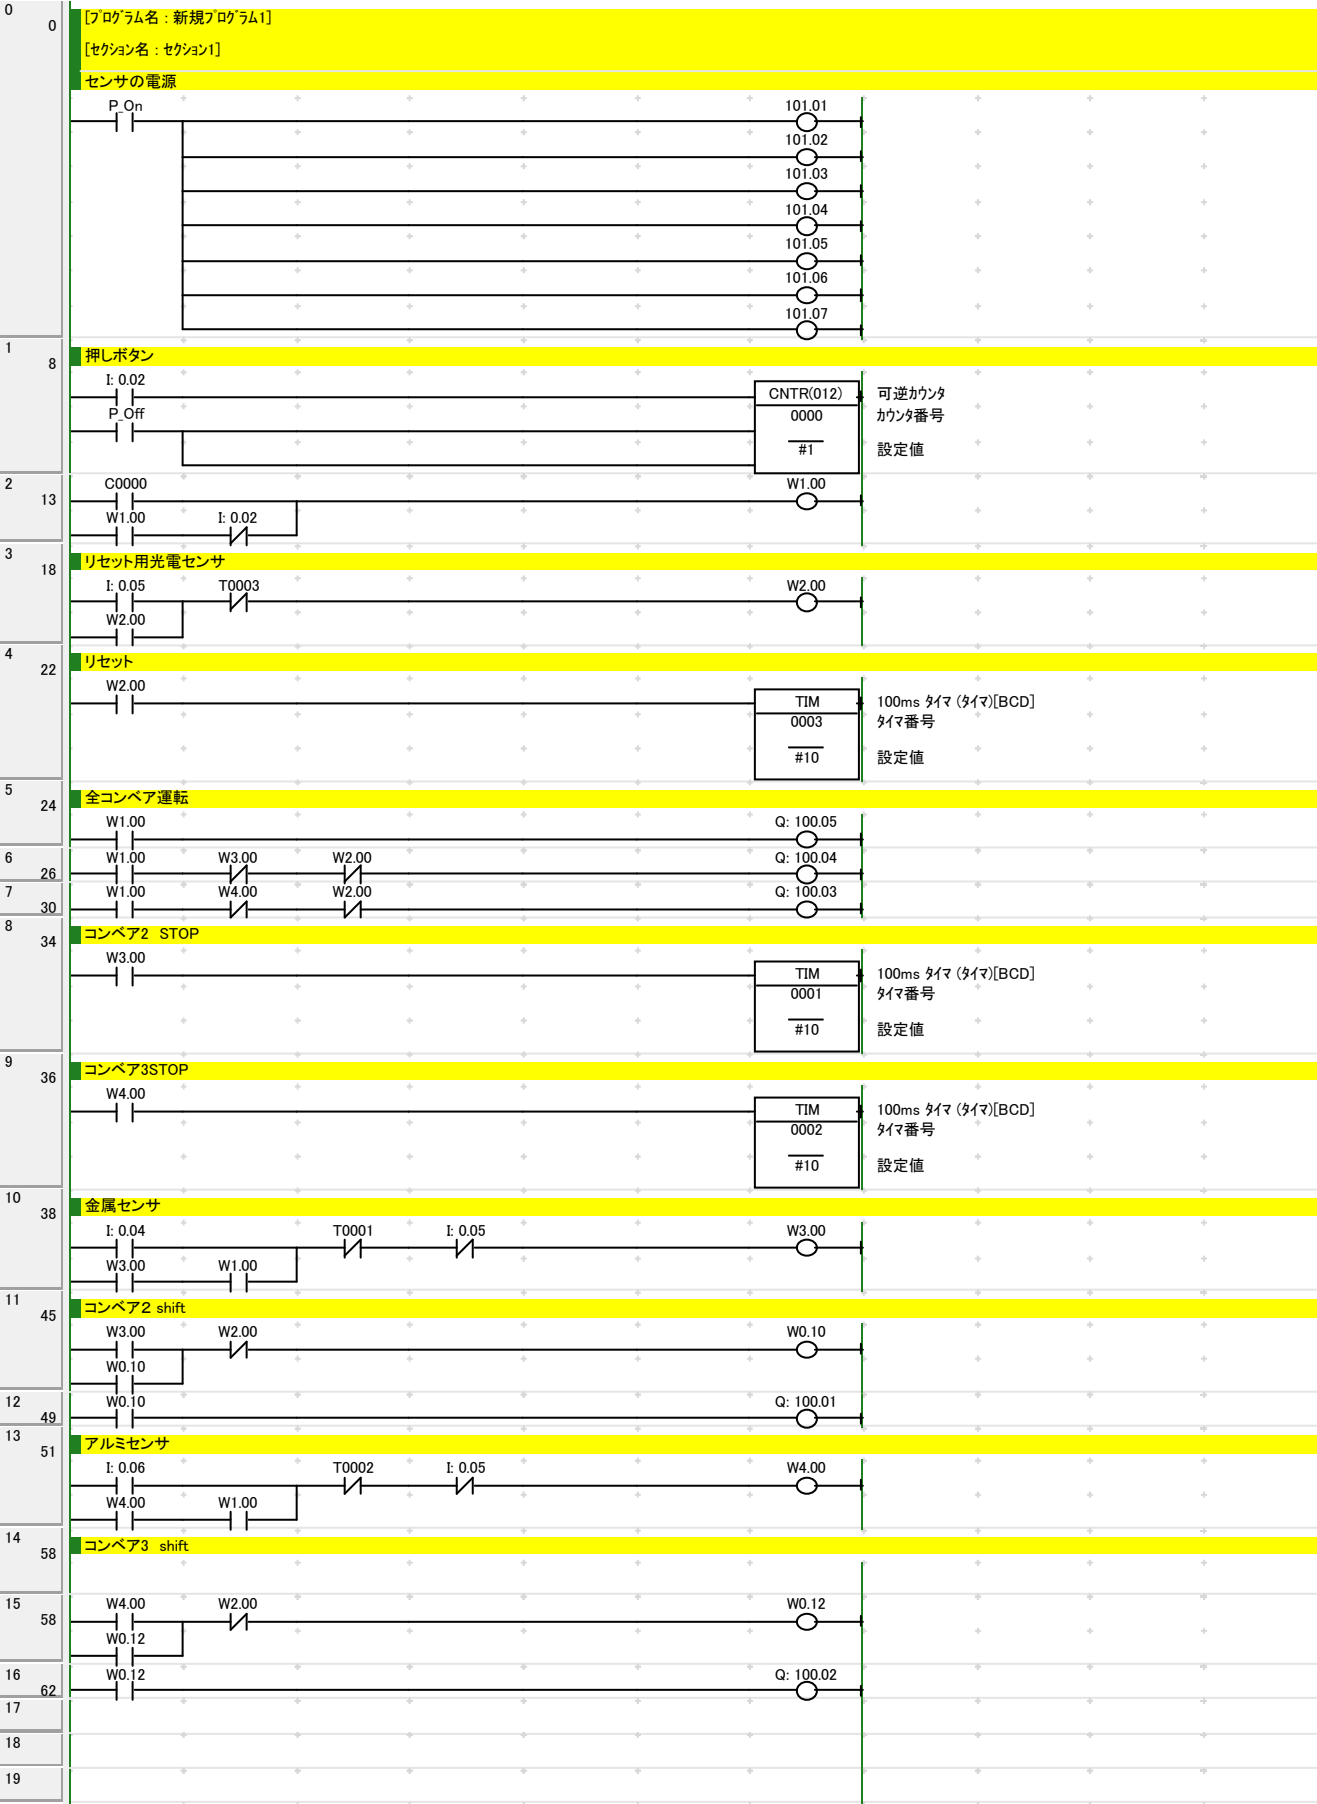 0
0
[プログラム名 : 新規プログラム1]
[セクション名 : セクション1]
センサの電源
P_On 101.01
101.02
101.03
101.04
101.05
101.06
101.07
1
8
押しボタン
I: 0.02
CNTR(012) 可逆カウンタ
P_Off
0000 カウンタ番号
#1 設定値
2
13
C0000 W1.00
W1.00 I: 0.02
3
18
リセット用光電センサ
I: 0.05 T0003 W2.00
W2.00
4
22
リセット
W2.00
TIM 100ms タイマ (タイマ)[BCD]
0003 タイマ番号
#10 設定値
5
24
全コンベア運転
W1.00 Q: 100.05
6
26
W1.00 W3.00 W2.00 Q: 100.04
7
30
W1.00 W4.00 W2.00 Q: 100.03
8
34
コンベア2 STOP
W3.00
TIM 100ms タイマ (タイマ)[BCD]
0001 タイマ番号
#10 設定値
9
36
コンベア3STOP
W4.00
TIM 100ms タイマ (タイマ)[BCD]
0002 タイマ番号
#10 設定値
10
38
金属センサ
I: 0.04 T0001 I: 0.05 W3.00
W3.00 W1.00
11
45
コンベア２ shift
W3.00 W2.00 W0.10
W0.10
12
49
W0.10 Q: 100.01
13
51
アルミセンサ
I: 0.06 T0002 I: 0.05 W4.00
W4.00 W1.00
14
58
コンベア3 shift
15
58
W4.00 W2.00 W0.12
W0.12
16
62
W0.12 Q: 100.02
17
18
19